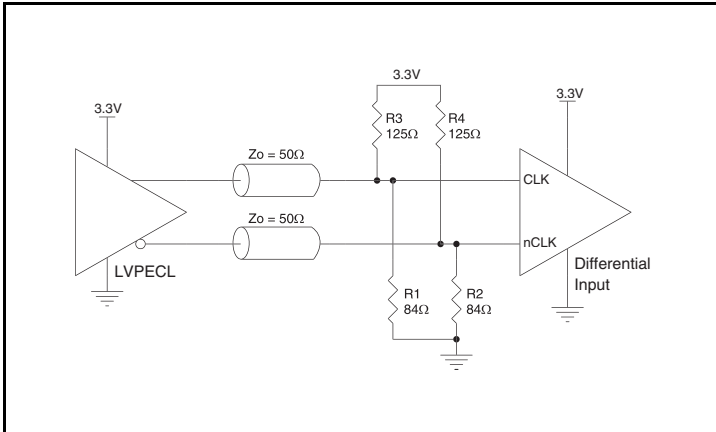 3.3V
3.3V
3.3V
R3
125Ω
R4
125Ω
Zo = 50Ω
CLK
Zo = 50Ω
nCLK
LVPECL
Differential
Input
R1
84Ω
R2
84Ω